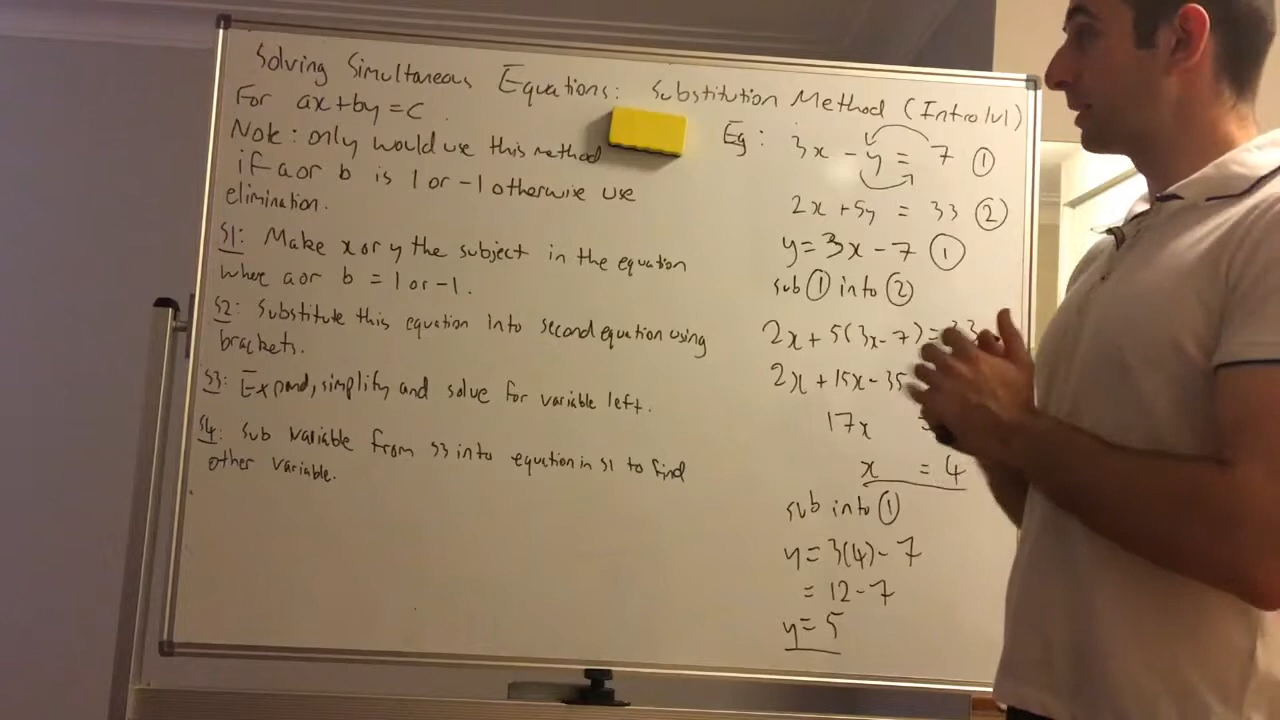 Solving Simultaneous Equations: Substitution Method (Introlvl)
For ax+by=c.
Note: only would use this method
if a or b is 1 or -1 otherwise use
elimination.
S1: Make x or y the subject in the equation
where a or b = 1 or -1.
S2: Substitute this equation into second equation using
brackets.
S3: Expand, simplify and solve for variable left.
S4: Sub variable from S3 into equation in S1 to find
other variable.
Eg: 3x - y = 7 ①
2x + 5y = 33 ②
y = 3x - 7 ①
sub ① into ②
2x + 5(3x - 7) = 33
2x + 15x - 35
17x =
x = 4
sub into ①
y = 3(4) - 7
= 12 - 7
y = 5